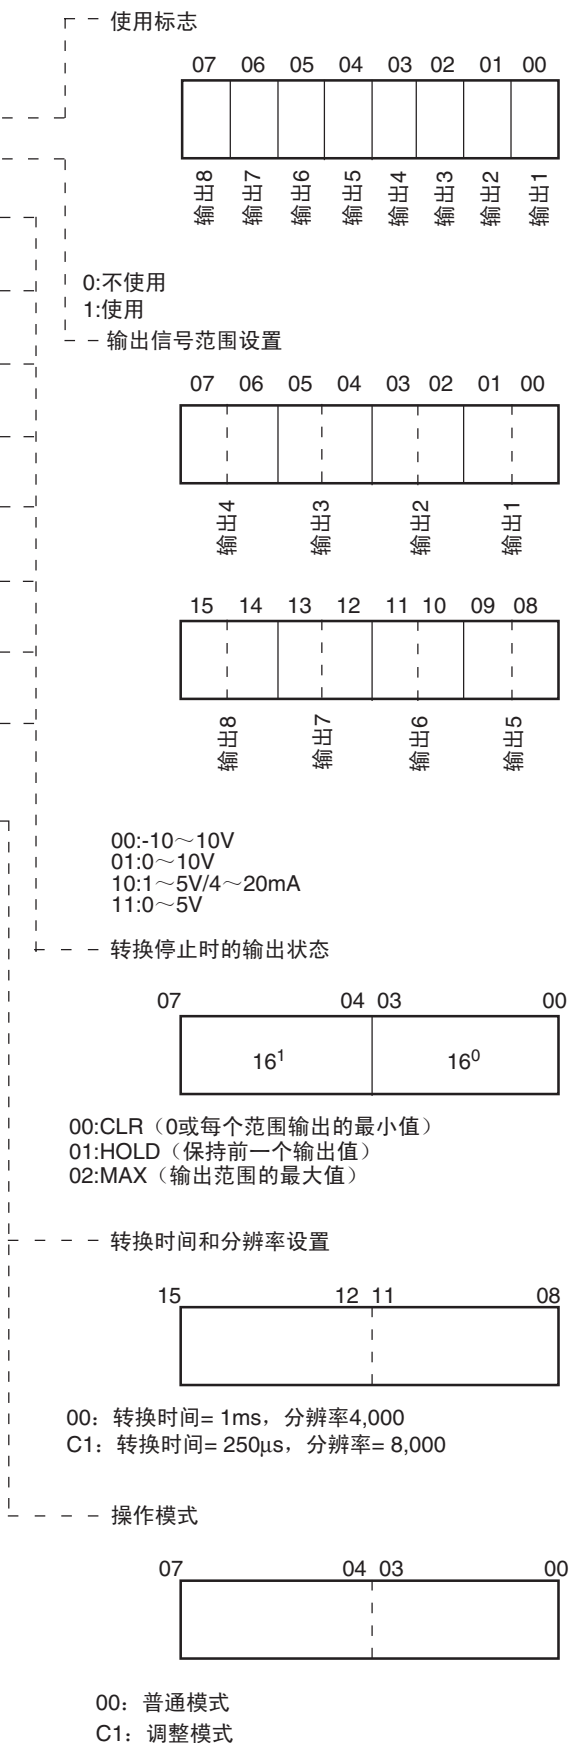 使用标志
07 06 05 04 03 02 01 00
输出8 输出7 输出6 输出5 输出4 输出3 输出2 输出1
0:不使用
1:使用
输出信号范围设置
07 06 05 04 03 02 01 00
输出4 输出3 输出2 输出1
15 14 13 12 11 10 09 08
输出8 输出7 输出6 输出5
00:-10～10V
01:0～10V
10:1～5V/4～20mA
11:0～5V
转换停止时的输出状态
07 04 03 00
16¹ 16⁰
00:CLR（0或每个范围输出的最小值）
01:HOLD（保持前一个输出值）
02:MAX（输出范围的最大值）
转换时间和分辨率设置
15 12 11 08
00：转换时间= 1ms，分辨率4,000
C1：转换时间= 250µs，分辨率= 8,000
操作模式
07 04 03 00
00：普通模式
C1：调整模式